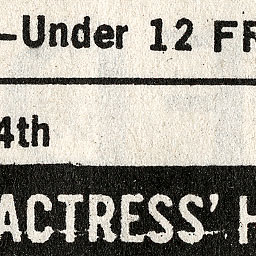 –Under 12 FR
4th
ACTRESS' H